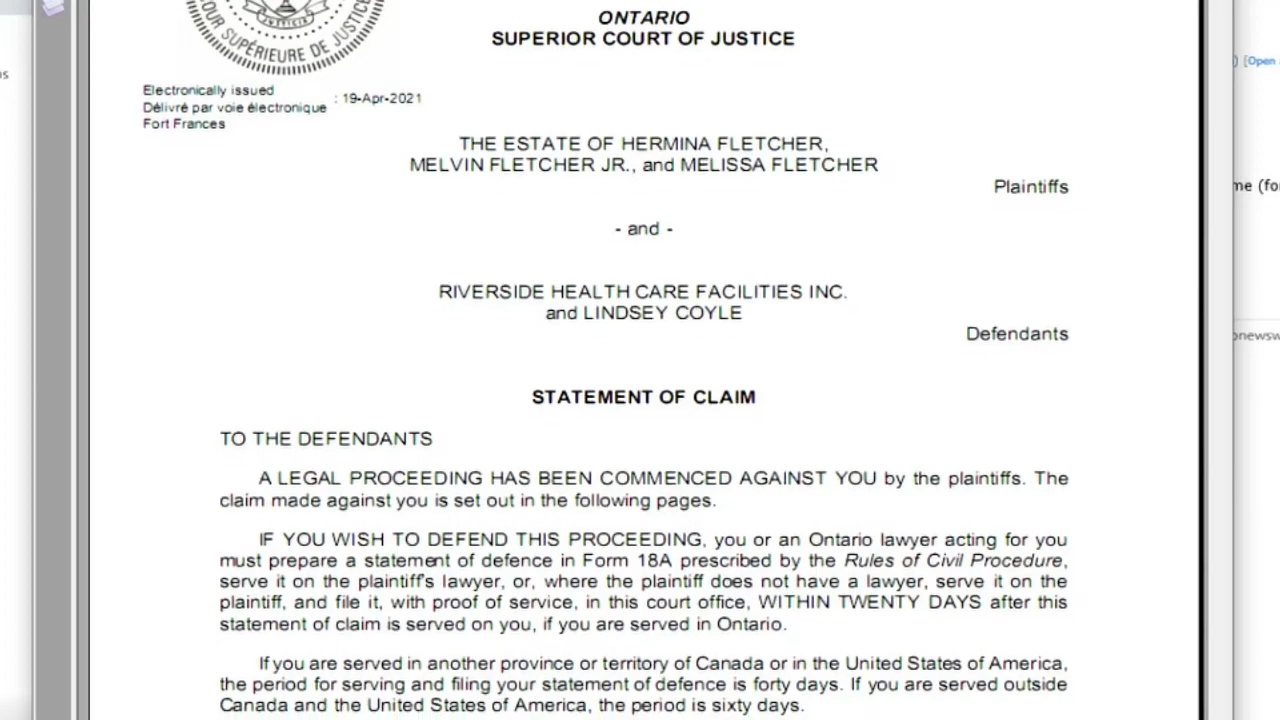 ONTARIO
SUPERIOR COURT OF JUSTICE
JUSTICIA
COUR SUPÉRIEURE DE JUSTICE
Electronically issued
Délivré par voie électronique : 19-Apr-2021
Fort Frances
THE ESTATE OF HERMINA FLETCHER,
MELVIN FLETCHER JR., and MELISSA FLETCHER
Plaintiffs
- and -
RIVERSIDE HEALTH CARE FACILITIES INC.
and LINDSEY COYLE
Defendants
STATEMENT OF CLAIM
TO THE DEFENDANTS
A LEGAL PROCEEDING HAS BEEN COMMENCED AGAINST YOU by the plaintiffs. The
claim made against you is set out in the following pages.
IF YOU WISH TO DEFEND THIS PROCEEDING, you or an Ontario lawyer acting for you
must prepare a statement of defence in Form 18A prescribed by the Rules of Civil Procedure,
serve it on the plaintiff's lawyer, or, where the plaintiff does not have a lawyer, serve it on the
plaintiff, and file it, with proof of service, in this court office, WITHIN TWENTY DAYS after this
statement of claim is served on you, if you are served in Ontario.
If you are served in another province or territory of Canada or in the United States of America,
the period for serving and filing your statement of defence is forty days. If you are served outside
Canada and the United States of America, the period is sixty days.
[Open